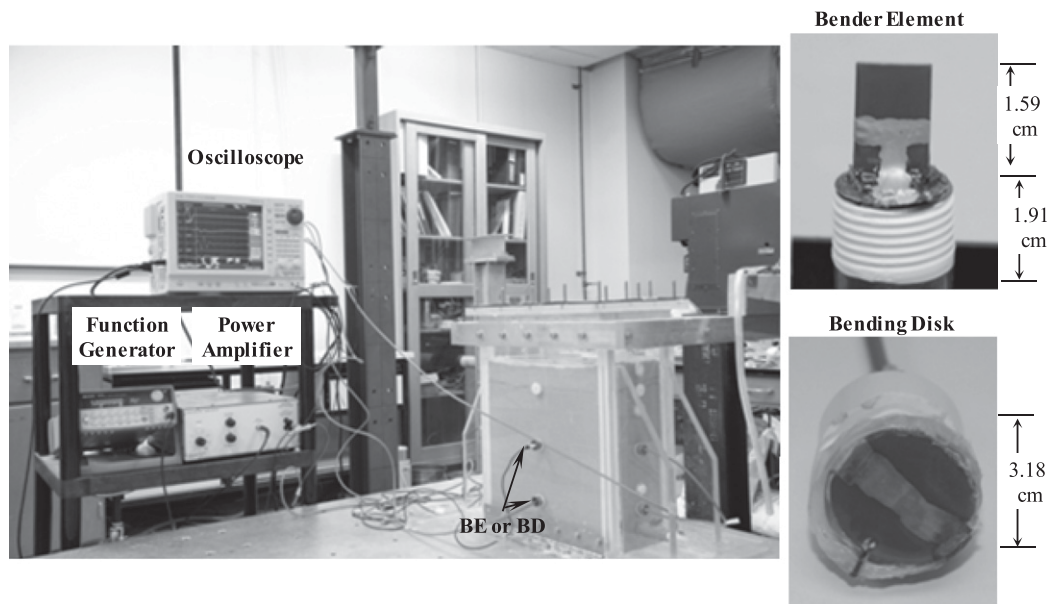 Bender Element
1.59
cm
1.91
cm
Oscilloscope
Function
Generator
Power
Amplifier
BE or BD
Bending Disk
3.18
cm